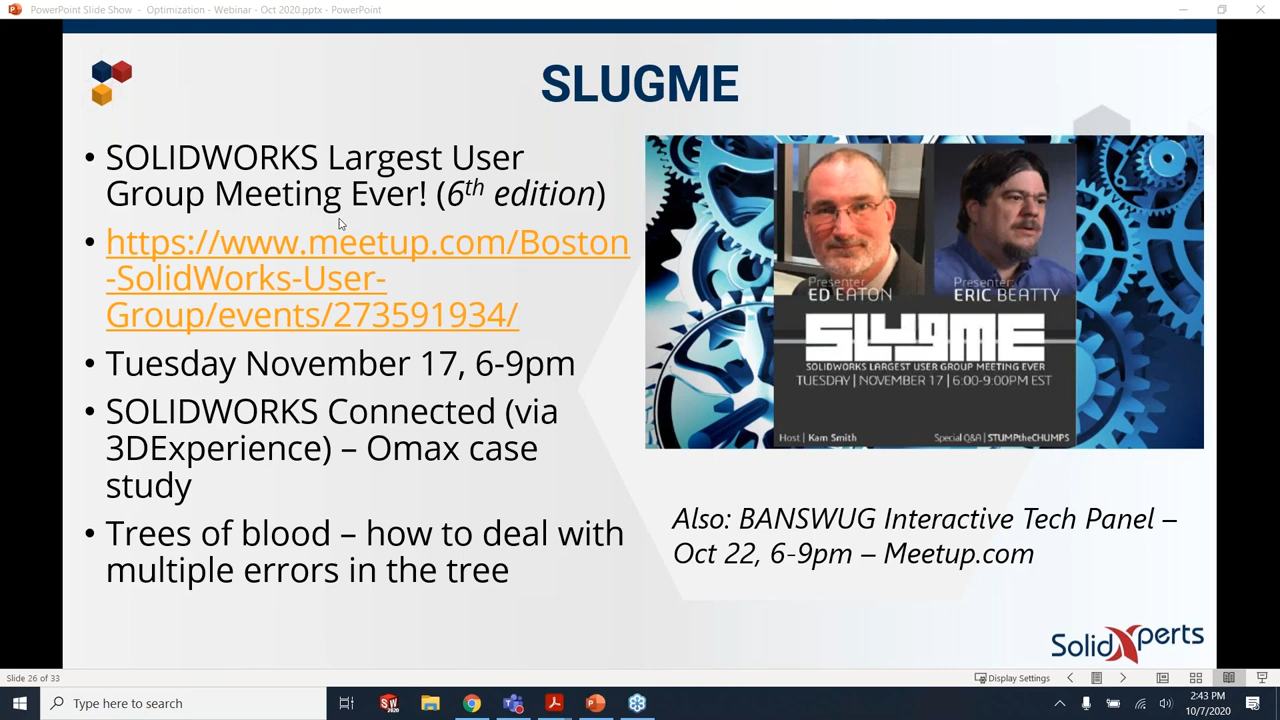 PowerPoint Slide Show - Optimization - Webinar - Oct 2020.pptx - PowerPoint
SLUGME
• SOLIDWORKS Largest User
Group Meeting Ever! (6th edition)
• https://www.meetup.com/Boston
-SolidWorks-User-
Group/events/273591934/
• Tuesday November 17, 6-9pm
• SOLIDWORKS Connected (via
3DExperience) – Omax case
study
• Trees of blood – how to deal with
multiple errors in the tree
Presenter
ED EATON
Presenter
ERIC BEATTY
SLUGME
SOLIDWORKS LARGEST USER GROUP MEETING EVER
TUESDAY | NOVEMBER 17 | 6:00-9:00PM EST
Host | Kam Smith
Special Q&A | STUMPtheCHUMPS
Also: BANSWUG Interactive Tech Panel –
Oct 22, 6-9pm – Meetup.com
SolidXperts
Slide 26 of 33
Display Settings
Type here to search
SW
2020
2:43 PM
10/7/2020